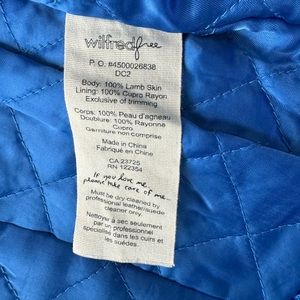 wilfredfree
P.O. #4500026838
DC2
Body: 100% Lamb Skin
Lining: 100% Cupro Rayon
Exclusive of trimming
Corps: 100% Peau d'agneau
Doublure: 100% Rayonne
Cupro
Garniture non comprise
Made in China
Fabriqué en Chine
CA 23725
RN 122354
If you love me...
please take care of me...
Must be dry cleaned by
professional leather/suede
cleaner only
Nettoyer à sec seulement
par un professionnel
spécialisé dans les cuirs et
les suédes.